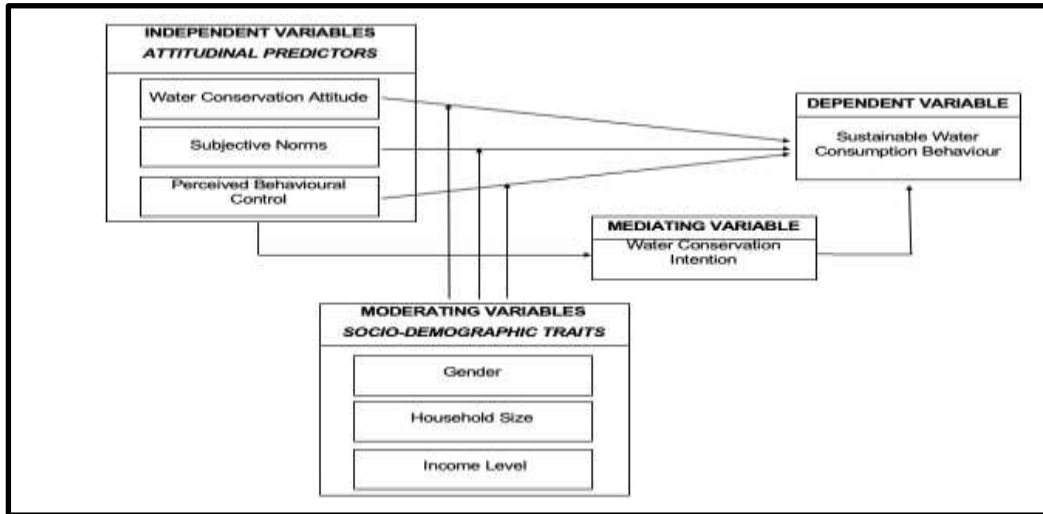 INDEPENDENT VARIABLES
ATTITUDINAL PREDICTORS
Water Conservation Attitude
Subjective Norms
Perceived Behavioural
Control
DEPENDENT VARIABLE
Sustainable Water
Consumption Behaviour
MEDIATING VARIABLE
Water Conservation
Intention
MODERATING VARIABLES
SOCIO-DEMOGRAPHIC TRAITS
Gender
Household Size
Income Level